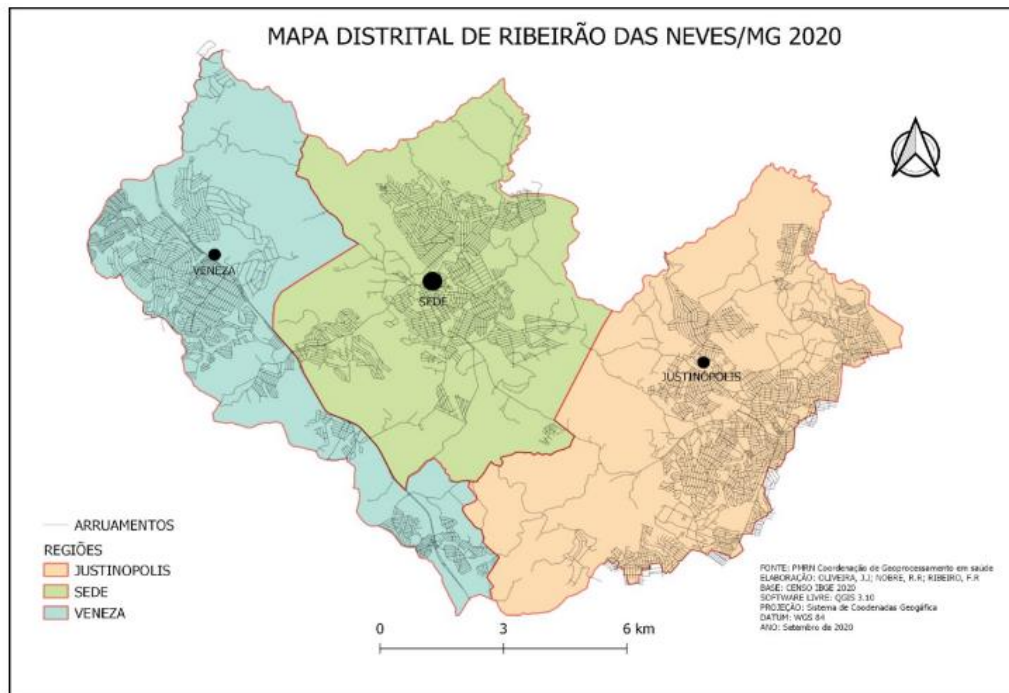 MAPA DISTRITAL DE RIBEIRÃO DAS NEVES/MG 2020
VENEZA
SEDE
JUSTINÓPOLIS
ARRUAMENTOS
REGIÕES
JUSTINOPOLIS
SEDE
VENEZA
0 3 6 km
FONTE: PMRN Coordenação de Geoprocessamento em saúde
ELABORAÇÃO: OLIVEIRA, J.J; NOBRE, R.R; RIBEIRO, F.R
BASE: CENSO IBGE 2020
SOFTWARE LIVRE: QGIS 3.10
PROJEÇÃO: Sistema de Coodenadas Geogáfica
DATUM: WGS 84
ANO: Setembro de 2020